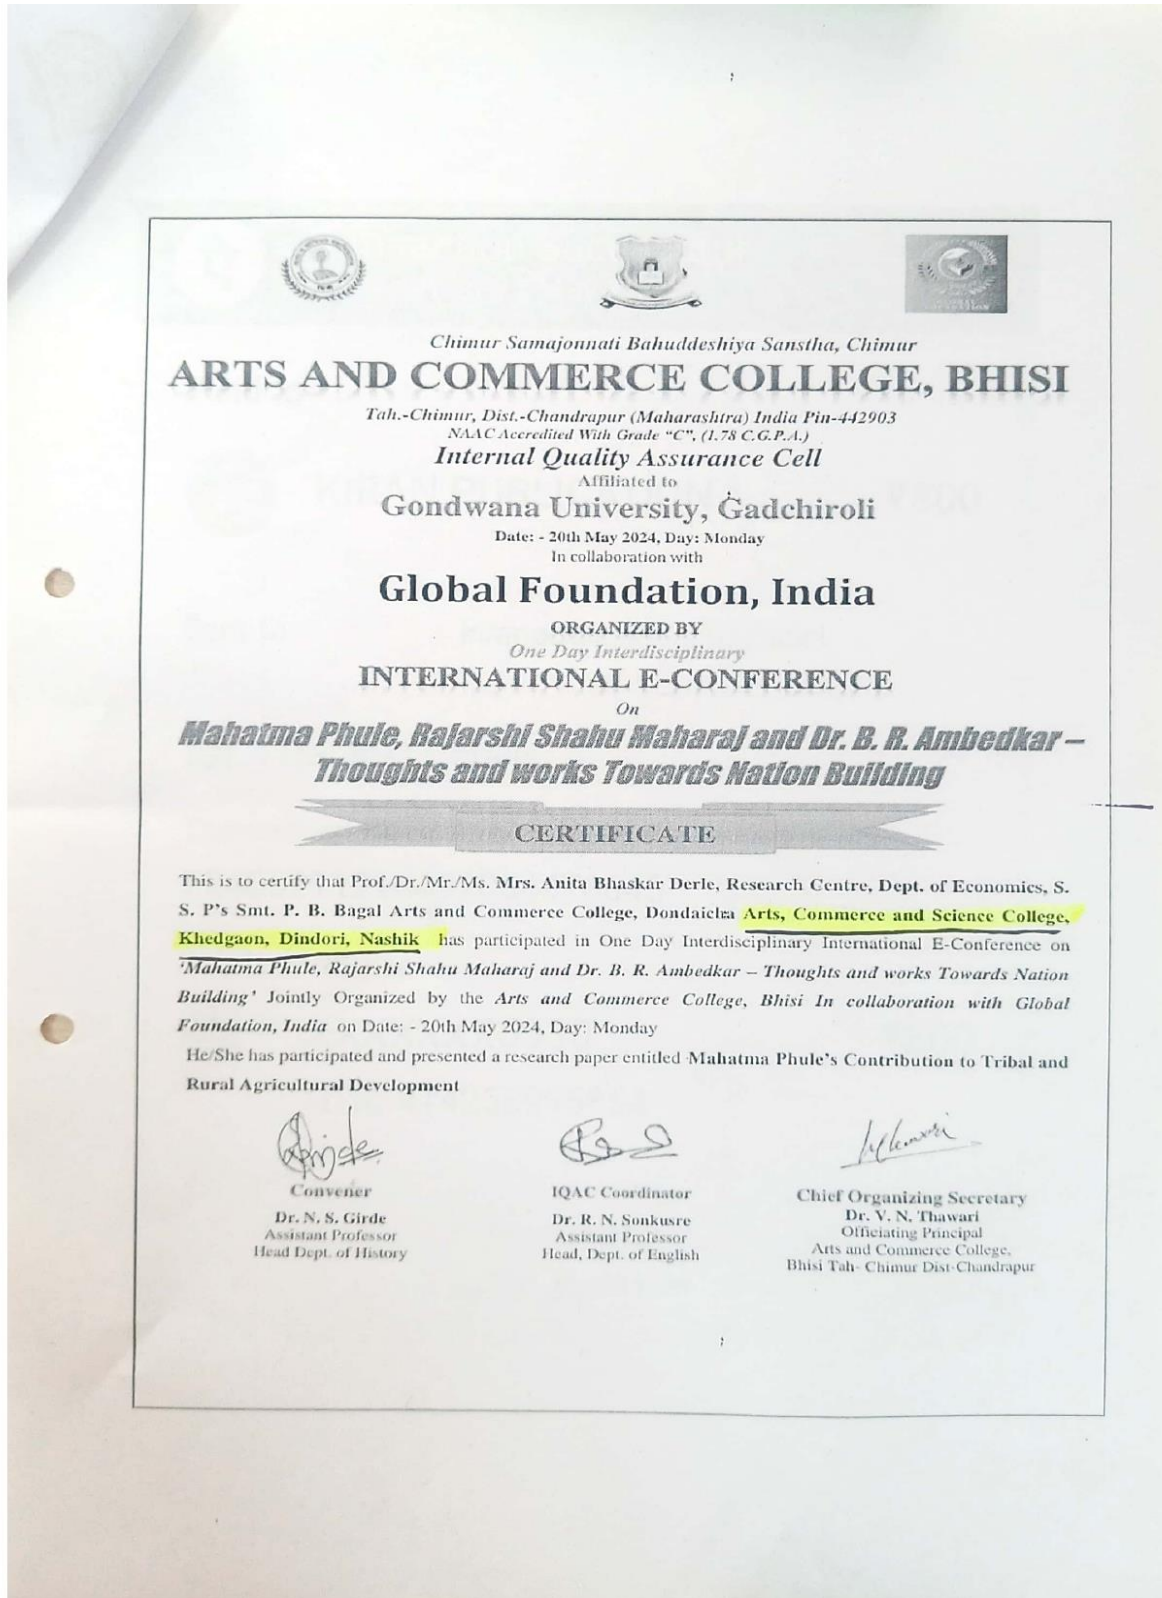 Chimur Samajonnati Bahuddeshiya Sanstha, Chimur
ARTS AND COMMERCE COLLEGE, BHISI
Tah.-Chimur, Dist.-Chandrapur (Maharashtra) India Pin-442903
NAAC Accredited With Grade "C", (1.78 C.G.P.A.)
Internal Quality Assurance Cell
Affiliated to
Gondwana University, Gadchiroli
Date: - 20th May 2024, Day: Monday
In collaboration with
Global Foundation, India
ORGANIZED BY
One Day Interdisciplinary
INTERNATIONAL E-CONFERENCE
On
Mahatma Phule, Rajarshi Shahu Maharaj and Dr. B. R. Ambedkar –
Thoughts and works Towards Nation Building
CERTIFICATE
This is to certify that Prof./Dr./Mr./Ms. Mrs. Anita Bhaskar Derle, Research Centre, Dept. of Economics, S.
S. P's Smt. P. B. Bagal Arts and Commerce College, Dondaicha Arts, Commerce and Science College,
Khedgaon, Dindori, Nashik has participated in One Day Interdisciplinary International E-Conference on
'Mahatma Phule, Rajarshi Shahu Maharaj and Dr. B. R. Ambedkar – Thoughts and works Towards Nation
Building' Jointly Organized by the Arts and Commerce College, Bhisi In collaboration with Global
Foundation, India on Date: - 20th May 2024, Day: Monday
He/She has participated and presented a research paper entitled Mahatma Phule's Contribution to Tribal and
Rural Agricultural Development
Convener
Dr. N. S. Girde
Assistant Professor
Head Dept. of History
IQAC Coordinator
Dr. R. N. Sonkusre
Assistant Professor
Head, Dept. of English
Chief Organizing Secretary
Dr. V. N. Thawari
Officiating Principal
Arts and Commerce College,
Bhisi Tah- Chimur Dist-Chandrapur